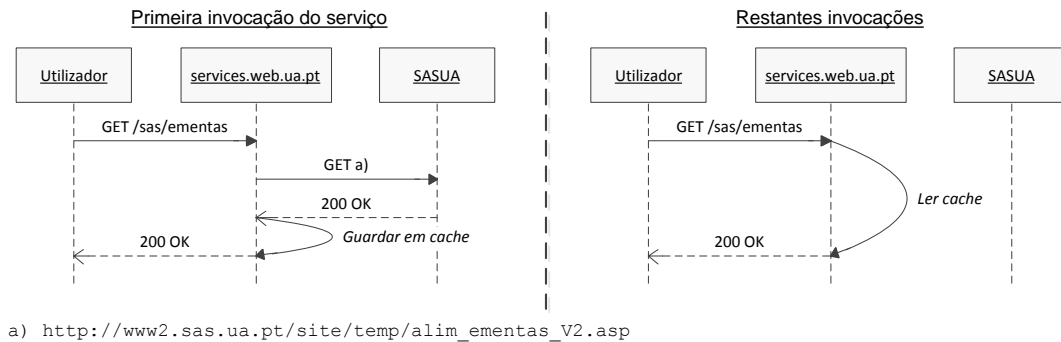 Primeira invocação do serviço
Utilizador
services.web.ua.pt
SASUA
GET /sas/ementas
GET a)
200 OK
Guardar em cache
200 OK
Restantes invocações
Utilizador
services.web.ua.pt
SASUA
GET /sas/ementas
Ler cache
200 OK
a) http://www2.sas.ua.pt/site/temp/alim_ementas_V2.asp